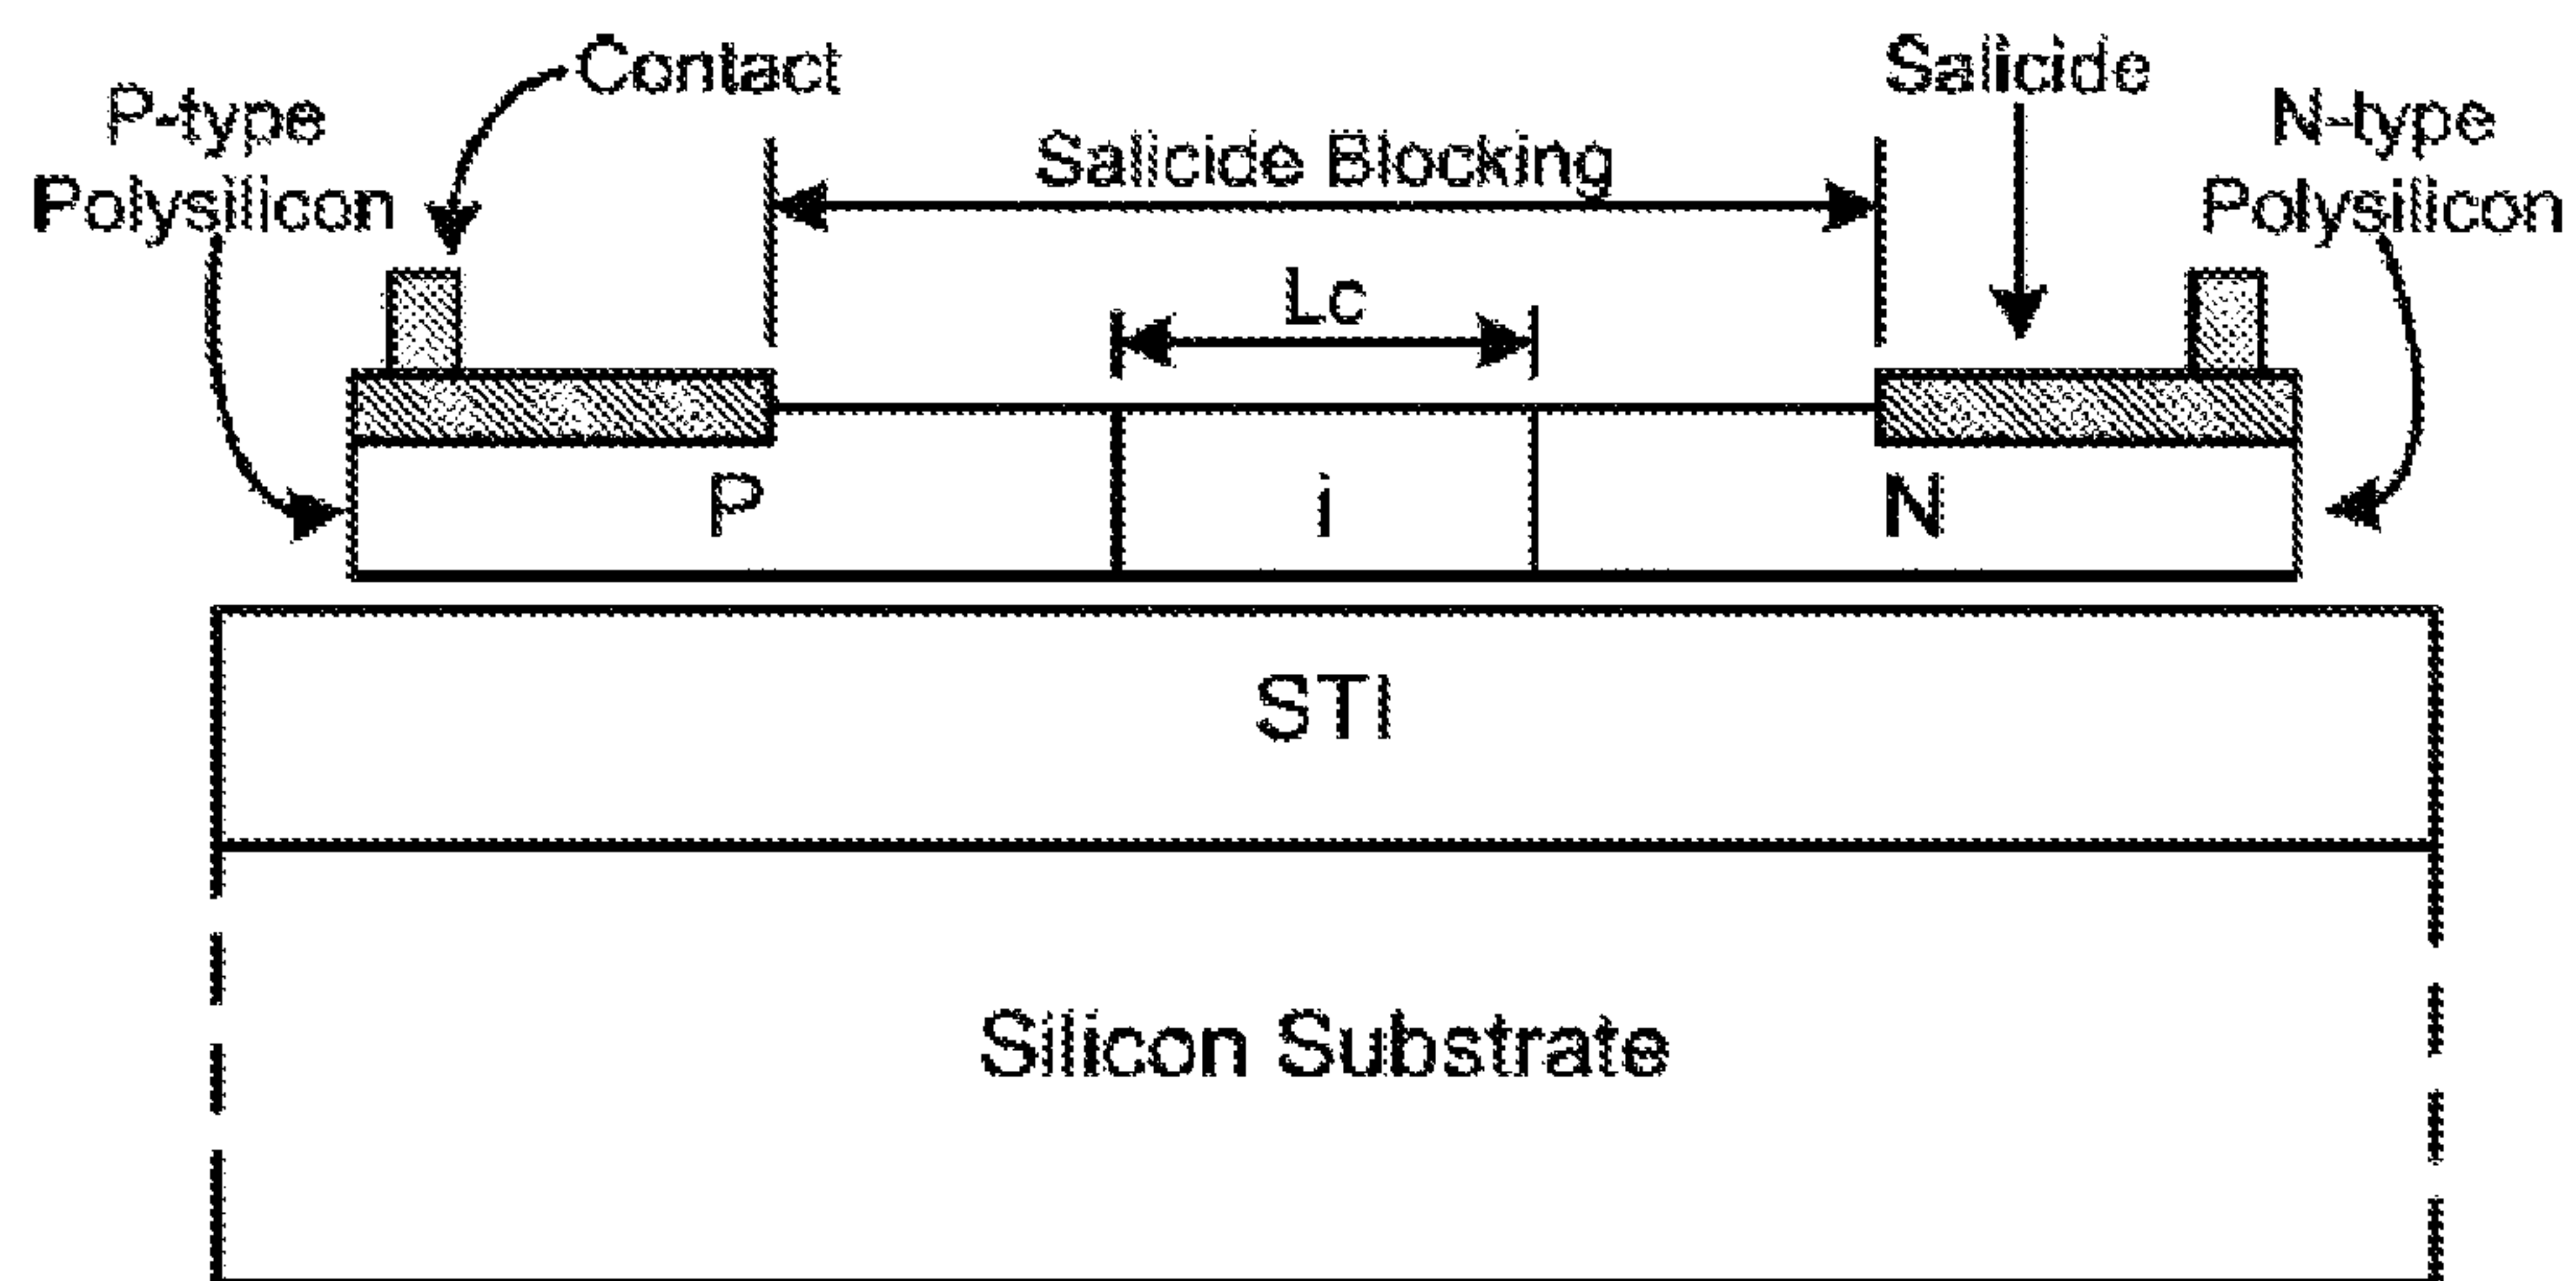 Contact
Salicide
P-type
Polysilicon
Salicide Blocking
N-type
Polysilicon
Lc
P
i
N
STI
Silicon Substrate